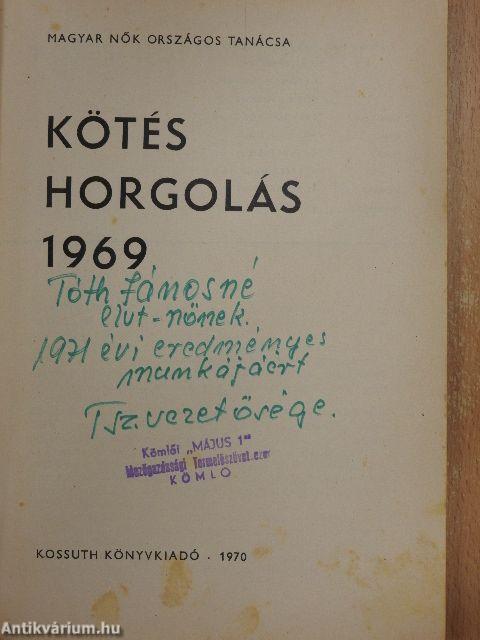 MAGYAR NŐK ORSZÁGOS TANÁCSA
KÖTÉS
HORGOLÁS
1969
Tóth Jánosné
elvt-nőnek.
1971 évi eredményes
munkájáért
Tsz. vezetősége.
Kömlői „MÁJUS 1"
Mezőgazdasági Termelőszövetkezet
KÖMLŐ
KOSSUTH KÖNYVKIADÓ · 1970
Antikvárium.hu